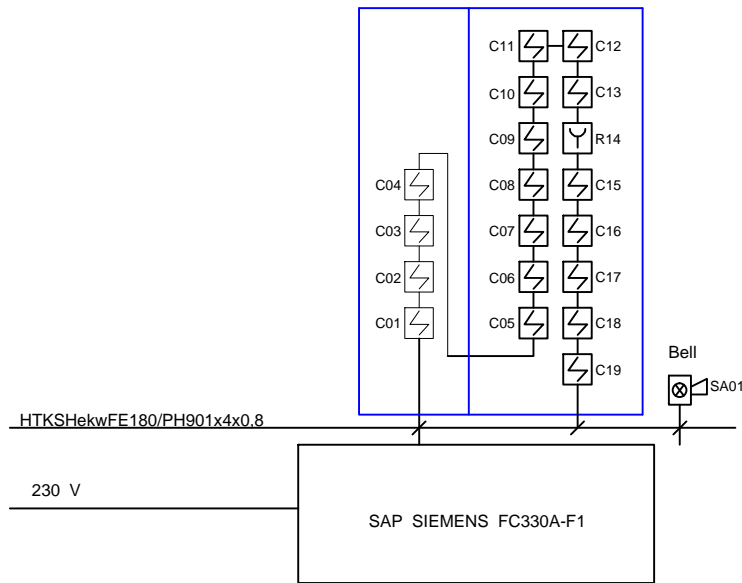 C11
C12
C10
C13
C09
R14
C04
C08
C15
C03
C07
C16
C02
C06
C17
C01
C05
C18
C19
Bell
SA01
HTKSHekwFE180/PH901x4x0,8
230 V
SAP SIEMENS FC330A-F1